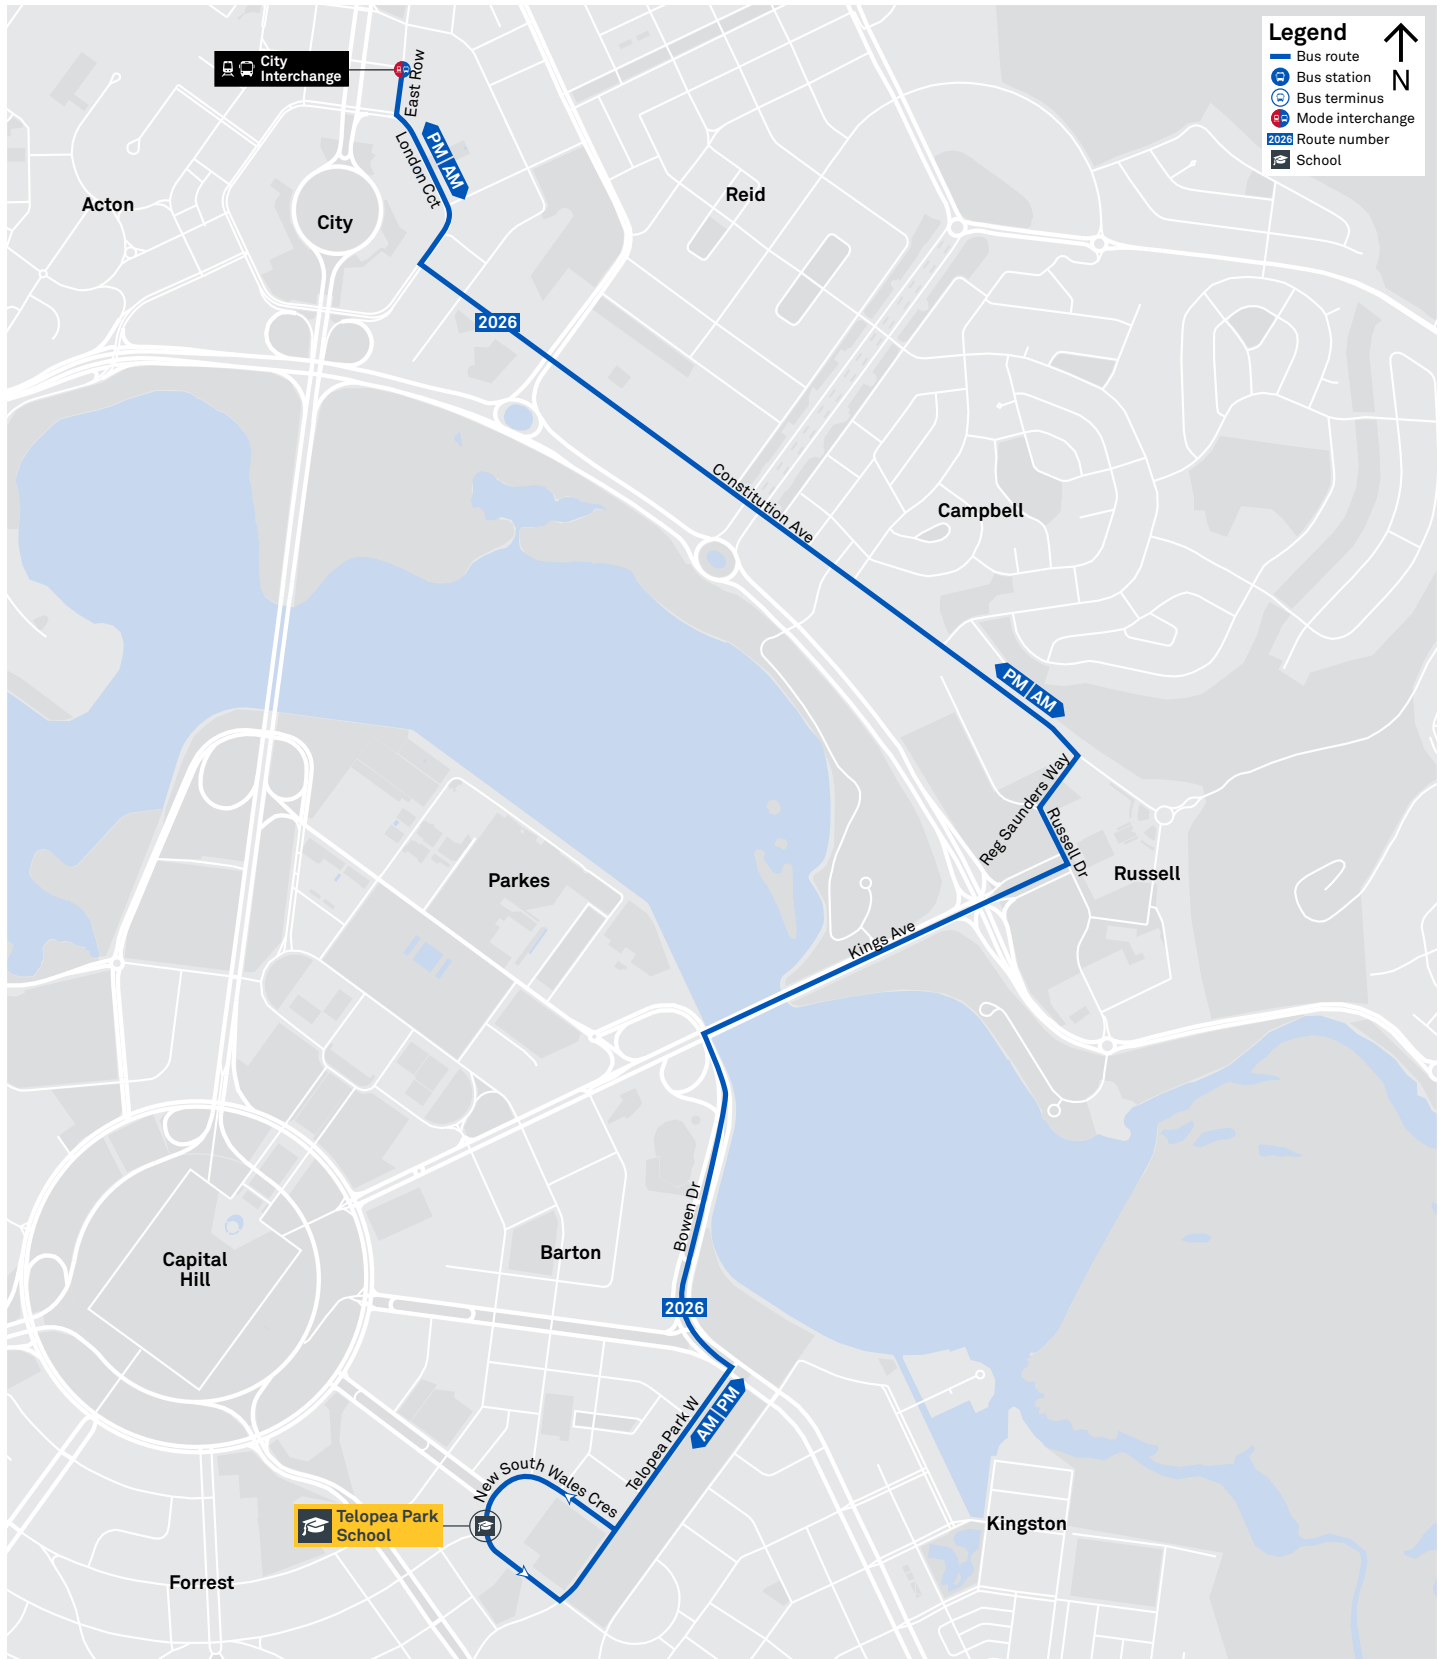 City
Interchange
East Row
Legend
Bus route
Bus station
Bus terminus
Mode interchange
2026 Route number
School
N
PM | AM
London Cct
Acton
City
Reid
2026
Constitution Ave
Campbell
PM | AM
Reg Saunders Way
Russell Dr
Russell
Parkes
Kings Ave
Bowen Dr
Barton
Capital
Hill
2026
AM | PM
Telopea Park W
New South Wales Cres
Telopea Park
School
Kingston
Forrest